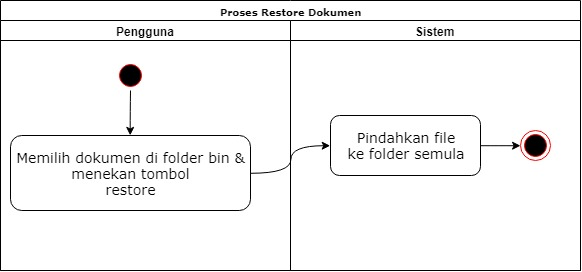 Proses Restore Dokumen
Pengguna
Sistem
Memilih dokumen di folder bin &
menekan tombol
restore
Pindahkan file
ke folder semula